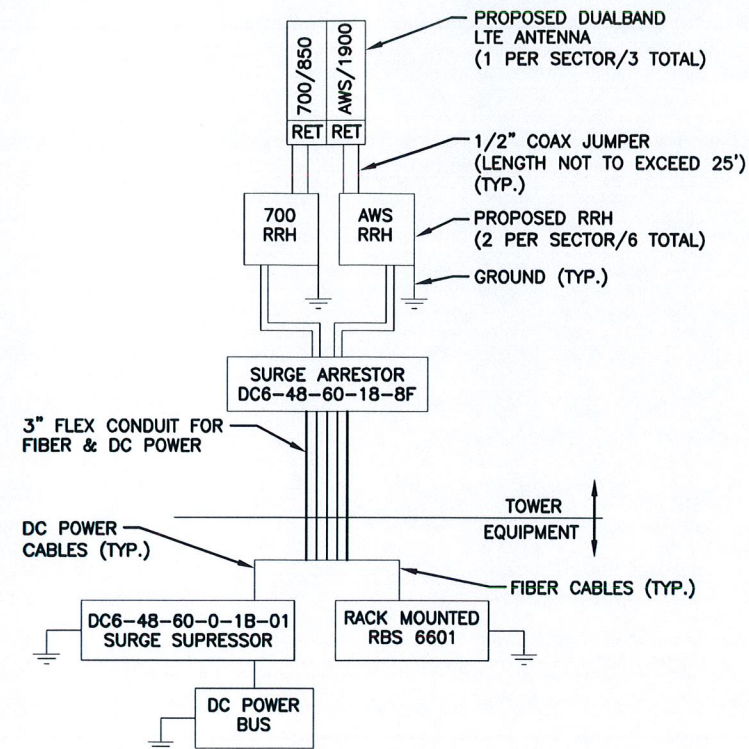 PROPOSED DUALBAND
LTE ANTENNA
(1 PER SECTOR/3 TOTAL)
700/850
AWS/1900
RET
RET
1/2" COAX JUMPER
(LENGTH NOT TO EXCEED 25')
(TYP.)
700
RRH
AWS
RRH
PROPOSED RRH
(2 PER SECTOR/6 TOTAL)
GROUND (TYP.)
SURGE ARRESTOR
DC6-48-60-18-8F
3" FLEX CONDUIT FOR
FIBER & DC POWER
TOWER
EQUIPMENT
DC POWER
CABLES (TYP.)
FIBER CABLES (TYP.)
DC6-48-60-0-1B-01
SURGE SUPRESSOR
RACK MOUNTED
RBS 6601
DC POWER
BUS